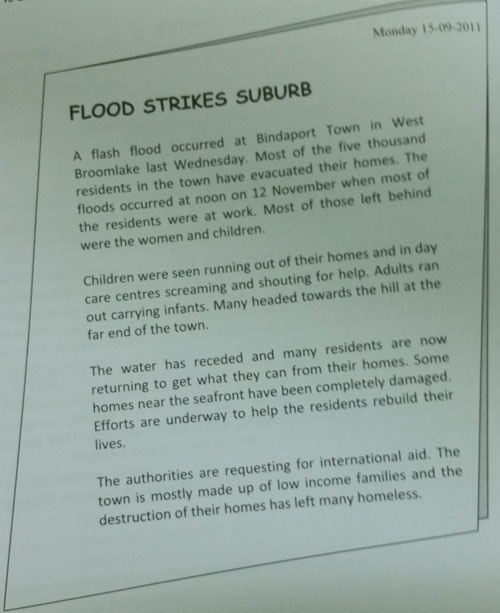 Monday 15-09-2011
FLOOD STRIKES SUBURB
A flash flood occurred at Bindaport Town in West
Broomlake last Wednesday. Most of the five thousand
residents in the town have evacuated their homes. The
floods occurred at noon on 12 November when most of
the residents were at work. Most of those left behind
were the women and children.
Children were seen running out of their homes and in day
care centres screaming and shouting for help. Adults ran
out carrying infants. Many headed towards the hill at the
far end of the town.
The water has receded and many residents are now
returning to get what they can from their homes. Some
homes near the seafront have been completely damaged.
Efforts are underway to help the residents rebuild their
lives.
The authorities are requesting for international aid. The
town is mostly made up of low income families and the
destruction of their homes has left many homeless.